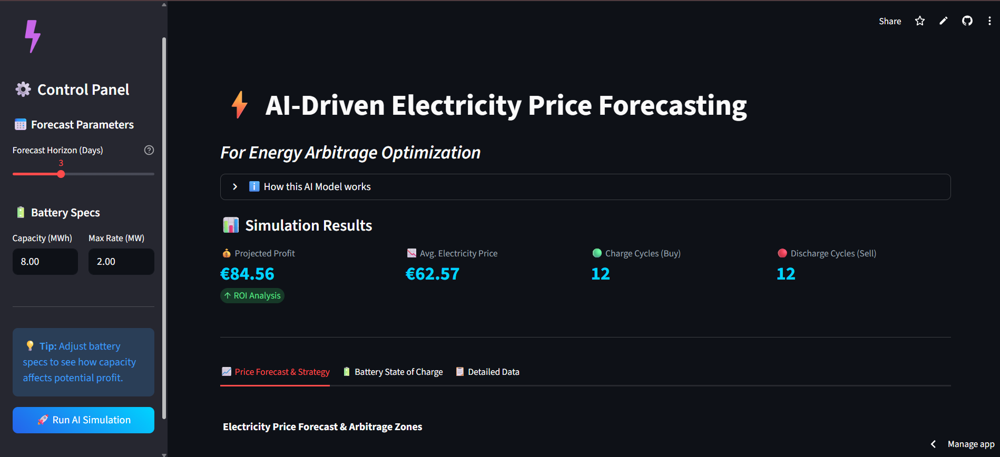 Control Panel
Forecast Parameters
Forecast Horizon (Days)
3
Battery Specs
Capacity (MWh) Max Rate (MW)
8.00 2.00
Tip: Adjust battery
specs to see how capacity
affects potential profit.
Run AI Simulation
Share
AI-Driven Electricity Price Forecasting
For Energy Arbitrage Optimization
How this AI Model works
Simulation Results
Projected Profit Avg. Electricity Price Charge Cycles (Buy) Discharge Cycles (Sell)
€84.56 €62.57 12 12
↑ ROI Analysis
Price Forecast & Strategy Battery State of Charge Detailed Data
Electricity Price Forecast & Arbitrage Zones
Manage app